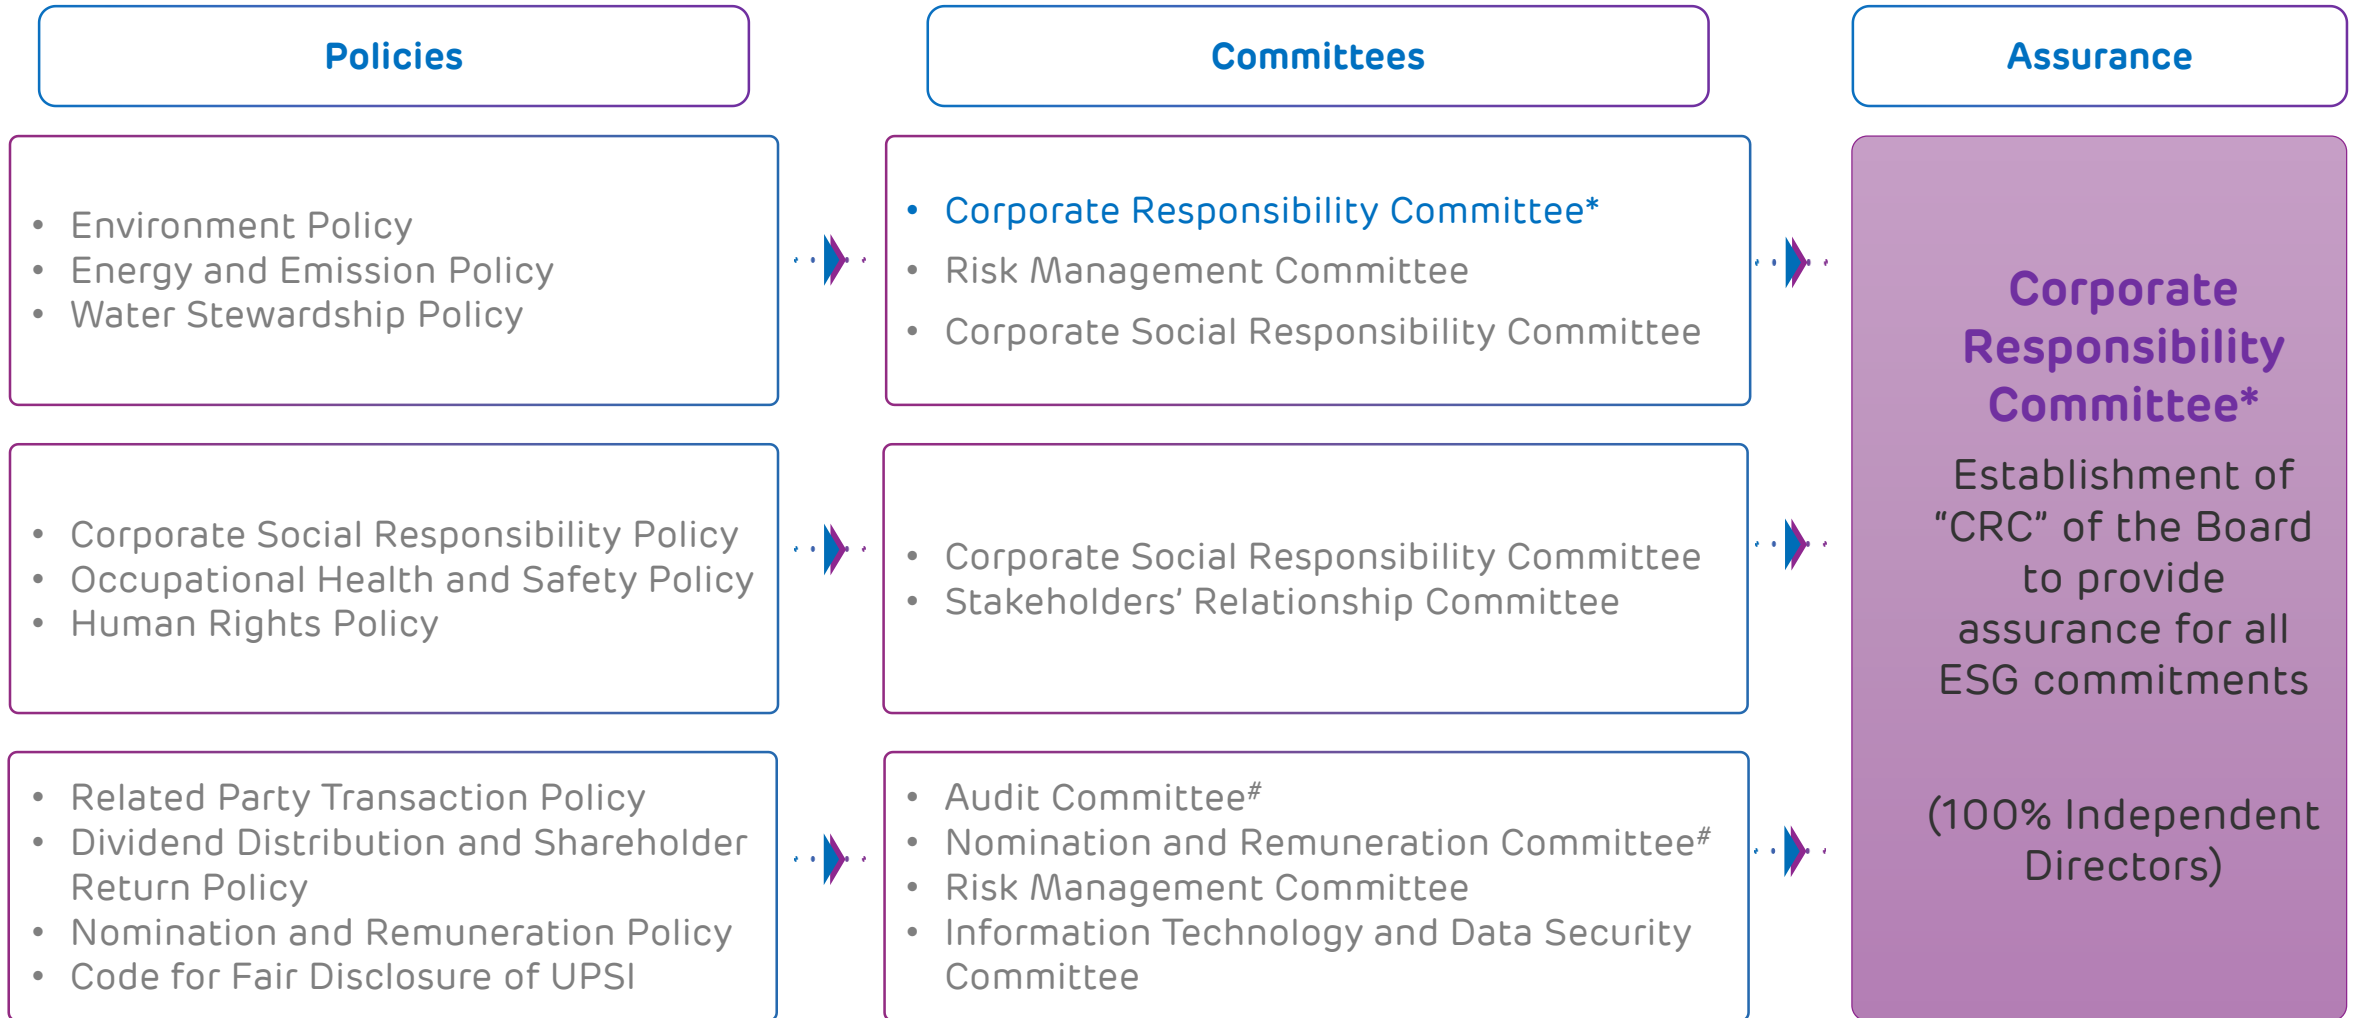 Policies
Committees
Assurance
• Environment Policy
• Energy and Emission Policy
• Water Stewardship Policy
• Corporate Responsibility Committee*
• Risk Management Committee
• Corporate Social Responsibility Committee
• Corporate Social Responsibility Policy
• Occupational Health and Safety Policy
• Human Rights Policy
• Corporate Social Responsibility Committee
• Stakeholders’ Relationship Committee
• Related Party Transaction Policy
• Dividend Distribution and Shareholder
Return Policy
• Nomination and Remuneration Policy
• Code for Fair Disclosure of UPSI
• Audit Committee#
• Nomination and Remuneration Committee#
• Risk Management Committee
• Information Technology and Data Security
Committee
Corporate
Responsibility
Committee*
Establishment of
“CRC” of the Board
to provide
assurance for all
ESG commitments
(100% Independent
Directors)